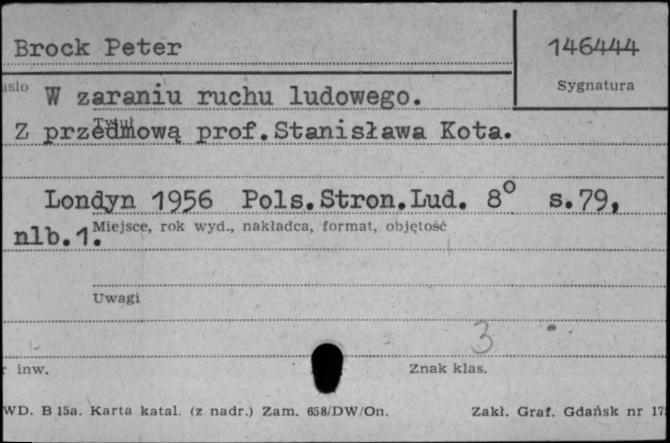 Brock Peter
146444
Sygnatura
W zaraniu ruchu ludowego.
Z przedmową prof.Stanisława Kota.
Tytuł
Londyn 1956 Pols.Stron.Lud. 8° s.79,
nlb.1.
Miejsce, rok wyd., nakładca, format, objętość
Uwagi
3
inw.
Znak klas.
WD. B 15a. Karta katal. (z nadr.) Zam. 658/DW/On.
Zakł. Graf. Gdańsk nr